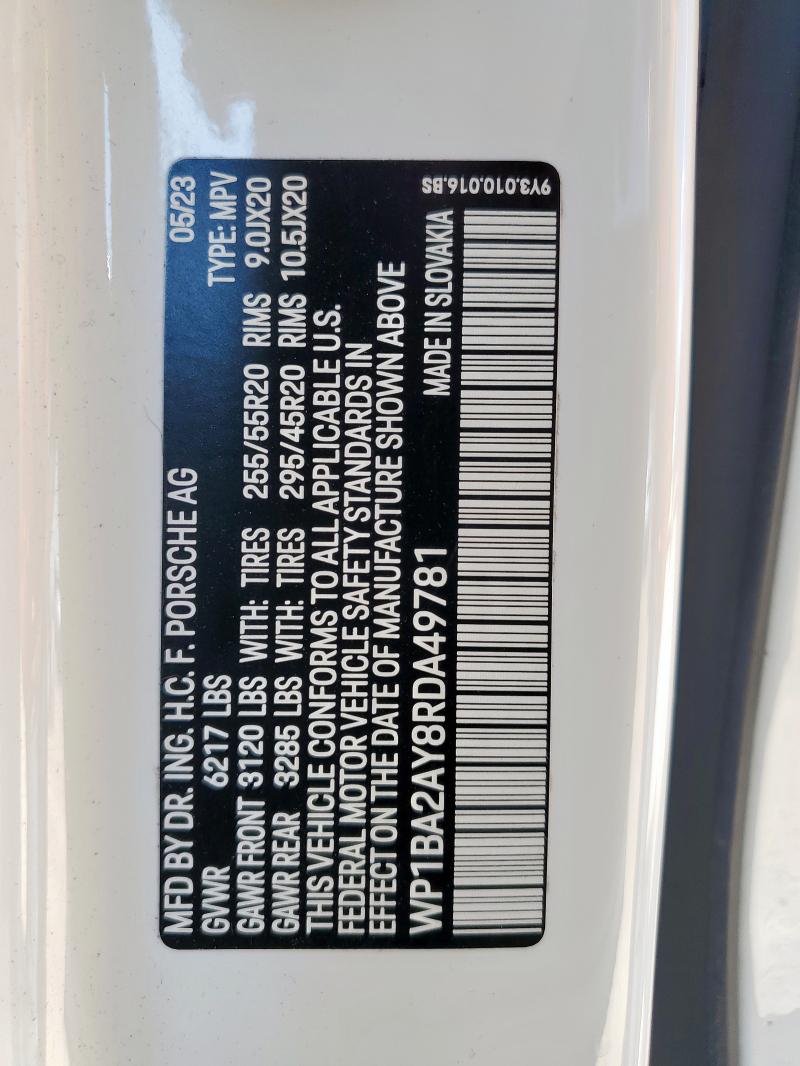 MFD BY DR. ING. H.C. F. PORSCHE AG 05/23
GVWR 6217 LBS TYPE: MPV
GAWR FRONT 3120 LBS WITH: TIRES 255/55R20 RIMS 9.0JX20
GAWR REAR 3285 LBS WITH: TIRES 295/45R20 RIMS 10.5JX20
THIS VEHICLE CONFORMS TO ALL APPLICABLE U.S.
FEDERAL MOTOR VEHICLE SAFETY STANDARDS IN
EFFECT ON THE DATE OF MANUFACTURE SHOWN ABOVE
WP1BA2AY8RDA49781 MADE IN SLOVAKIA
9Y3.010.016.BS